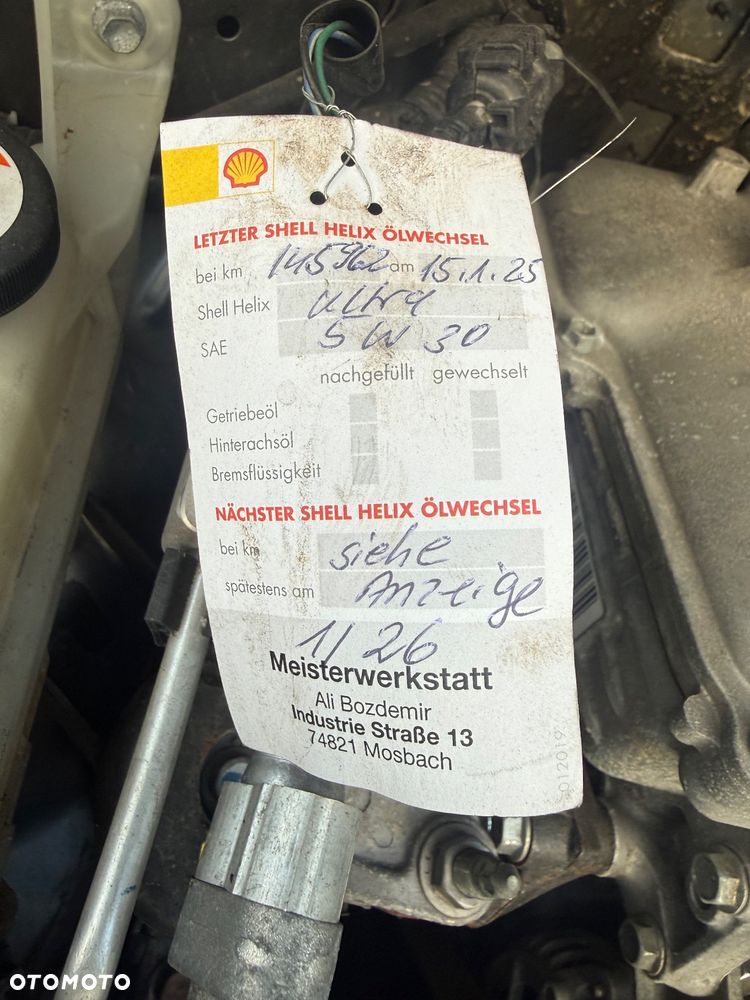 LETZTER SHELL HELIX ÖLWECHSEL
bei km 145962 am 15.1.25
Shell Helix Ultra
SAE 5 W 30
nachgefüllt gewechselt
Getriebeöl
Hinterachsöl
Bremsflüssigkeit
NÄCHSTER SHELL HELIX ÖLWECHSEL
bei km siehe
spätestens am Anzeige
1/26
Meisterwerkstatt
Ali Bozdemir
Industrie Straße 13
74821 Mosbach
012019
OTOMOTO